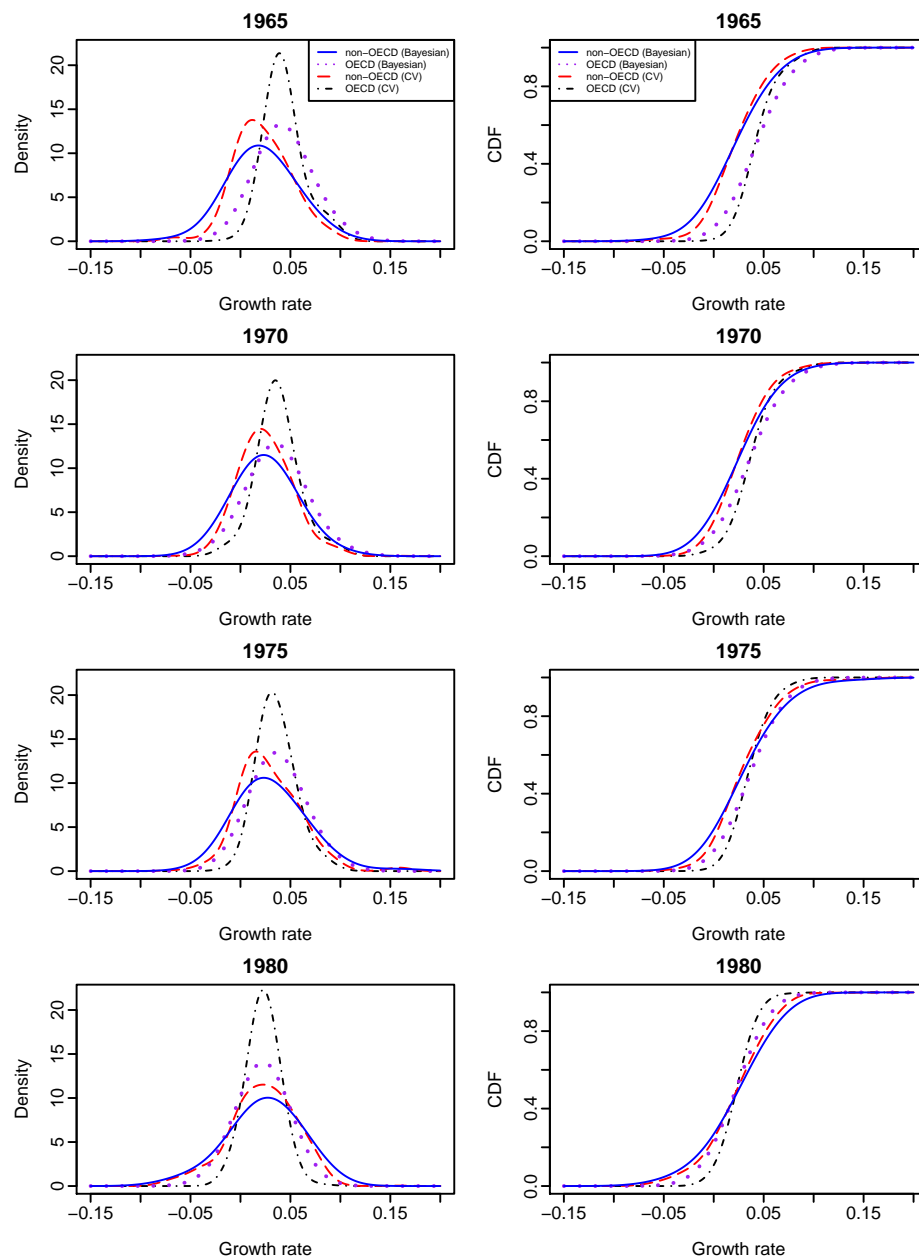 1965
Density
0 5 10 15 20
non-OECD (Bayesian)
OECD (Bayesian)
non-OECD (CV)
OECD (CV)
−0.15 −0.05 0.05 0.15
Growth rate
1965
CDF
0.0 0.4 0.8
non-OECD (Bayesian)
OECD (Bayesian)
non-OECD (CV)
OECD (CV)
−0.15 −0.05 0.05 0.15
Growth rate
1970
Density
0 5 10 15 20
−0.15 −0.05 0.05 0.15
Growth rate
1970
CDF
0.0 0.4 0.8
−0.15 −0.05 0.05 0.15
Growth rate
1975
Density
0 5 10 15 20
−0.15 −0.05 0.05 0.15
Growth rate
1975
CDF
0.0 0.4 0.8
−0.15 −0.05 0.05 0.15
Growth rate
1980
Density
0 5 10 15 20
−0.15 −0.05 0.05 0.15
Growth rate
1980
CDF
0.0 0.4 0.8
−0.15 −0.05 0.05 0.15
Growth rate